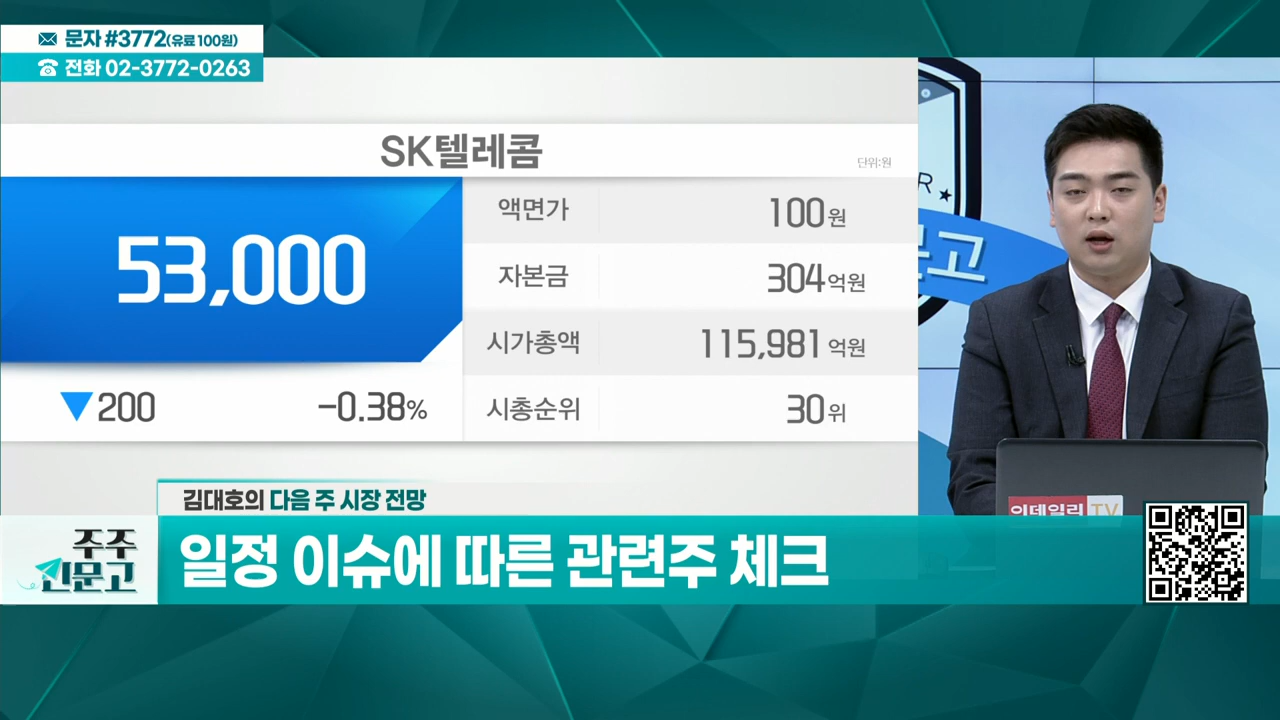 문자 #3772(유료 100원)
전화 02-3772-0263
SK텔레콤
단위:원
53,000
▼200 -0.38%
액면가 100원
자본금 304억원
시가총액 115,981억원
시총순위 30위
R★
문고
이데일리 TV
김대호의 다음 주 시장 전망
주주
신문고
일정 이슈에 따른 관련주 체크